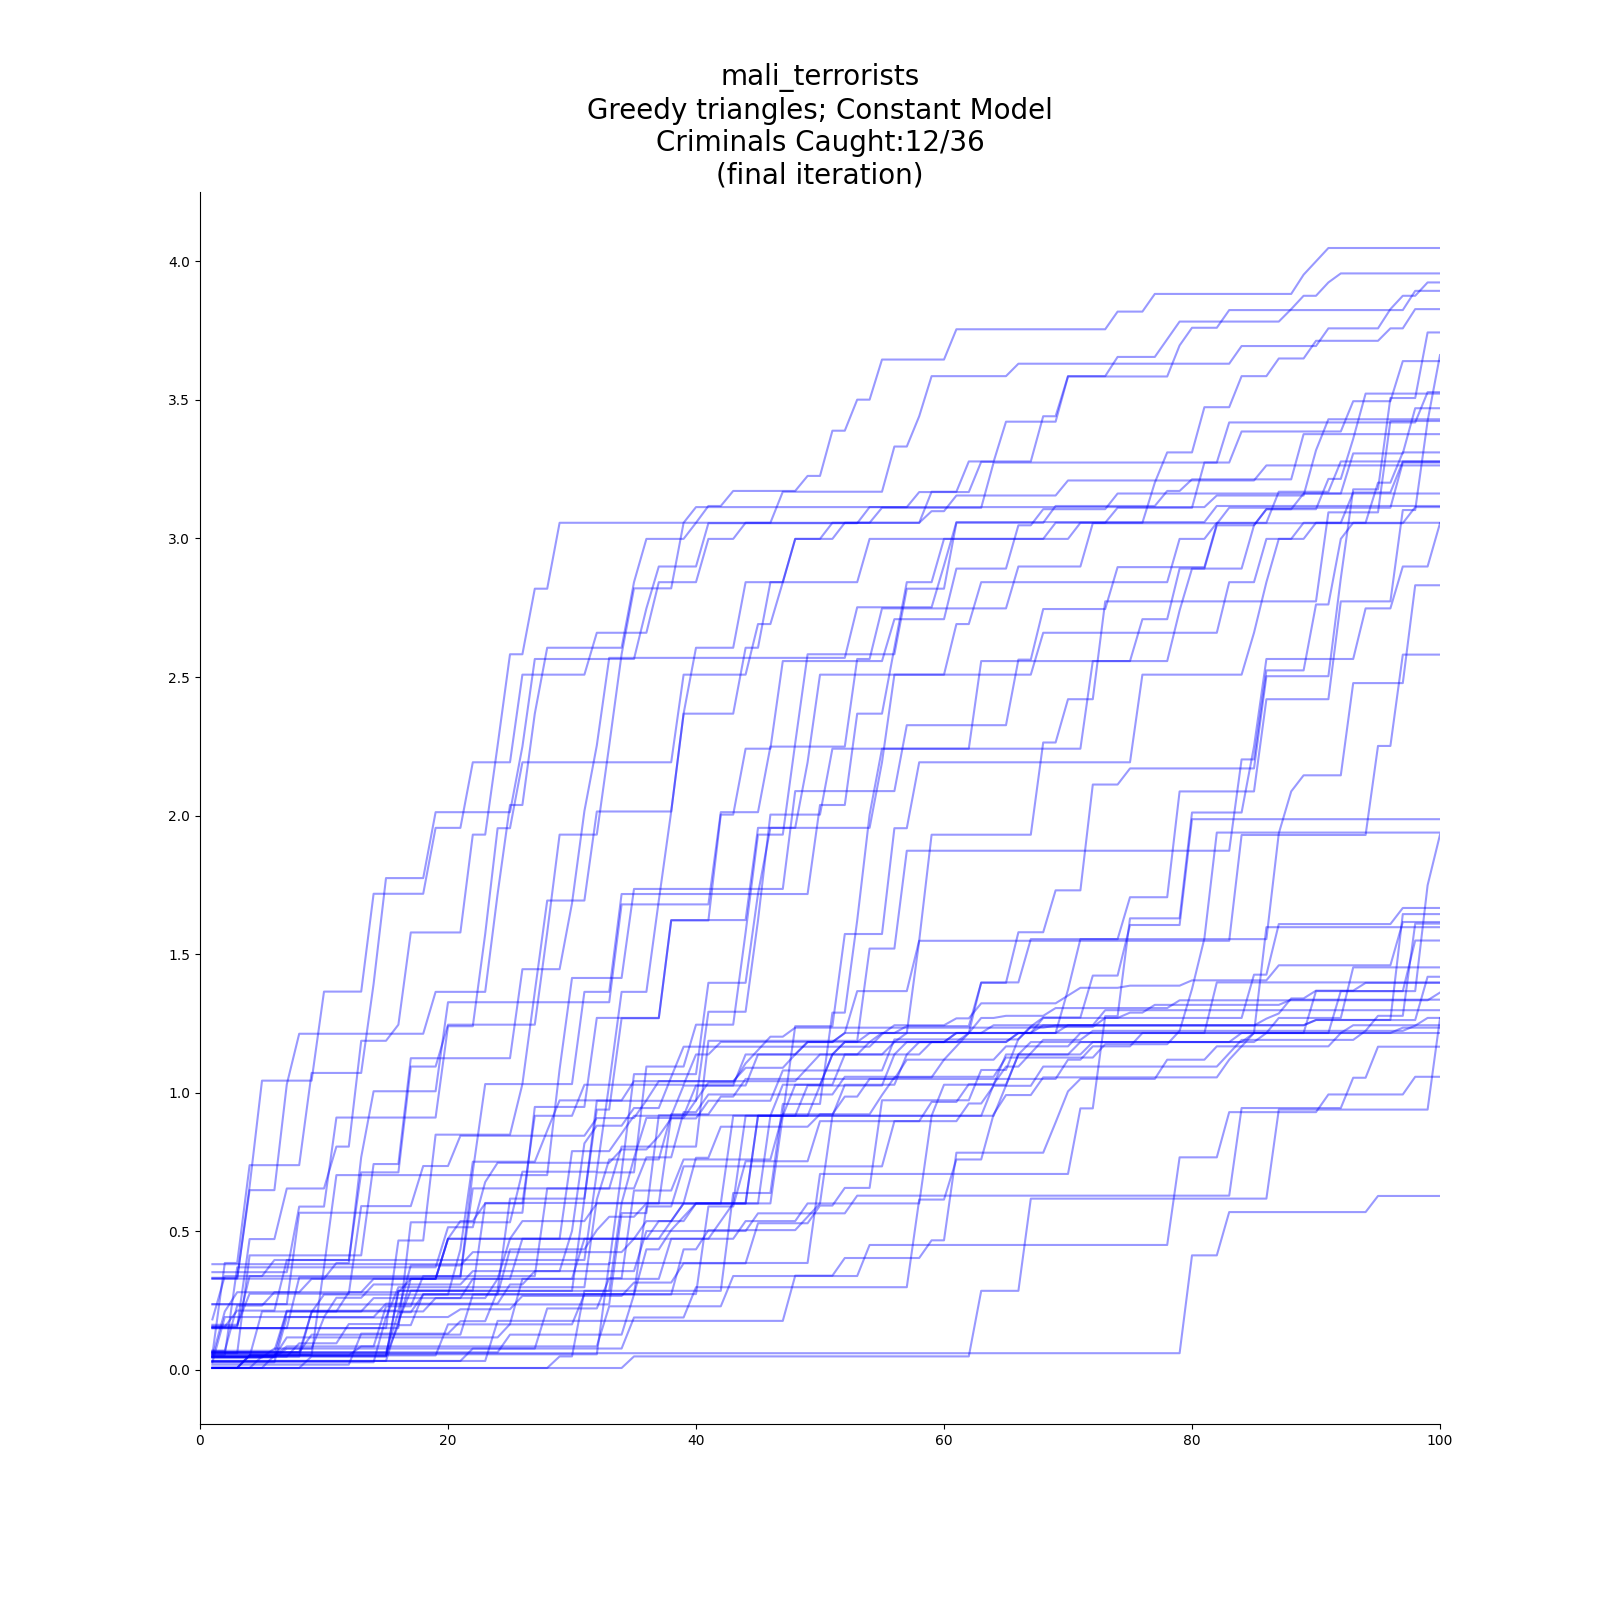 mali_terrorists
Greedy triangles; Constant Model
Criminals Caught:12/36
(final iteration)
4.0
3.5
3.0
2.5
2.0
1.5
1.0
0.5
0.0
0 20 40 60 80 100